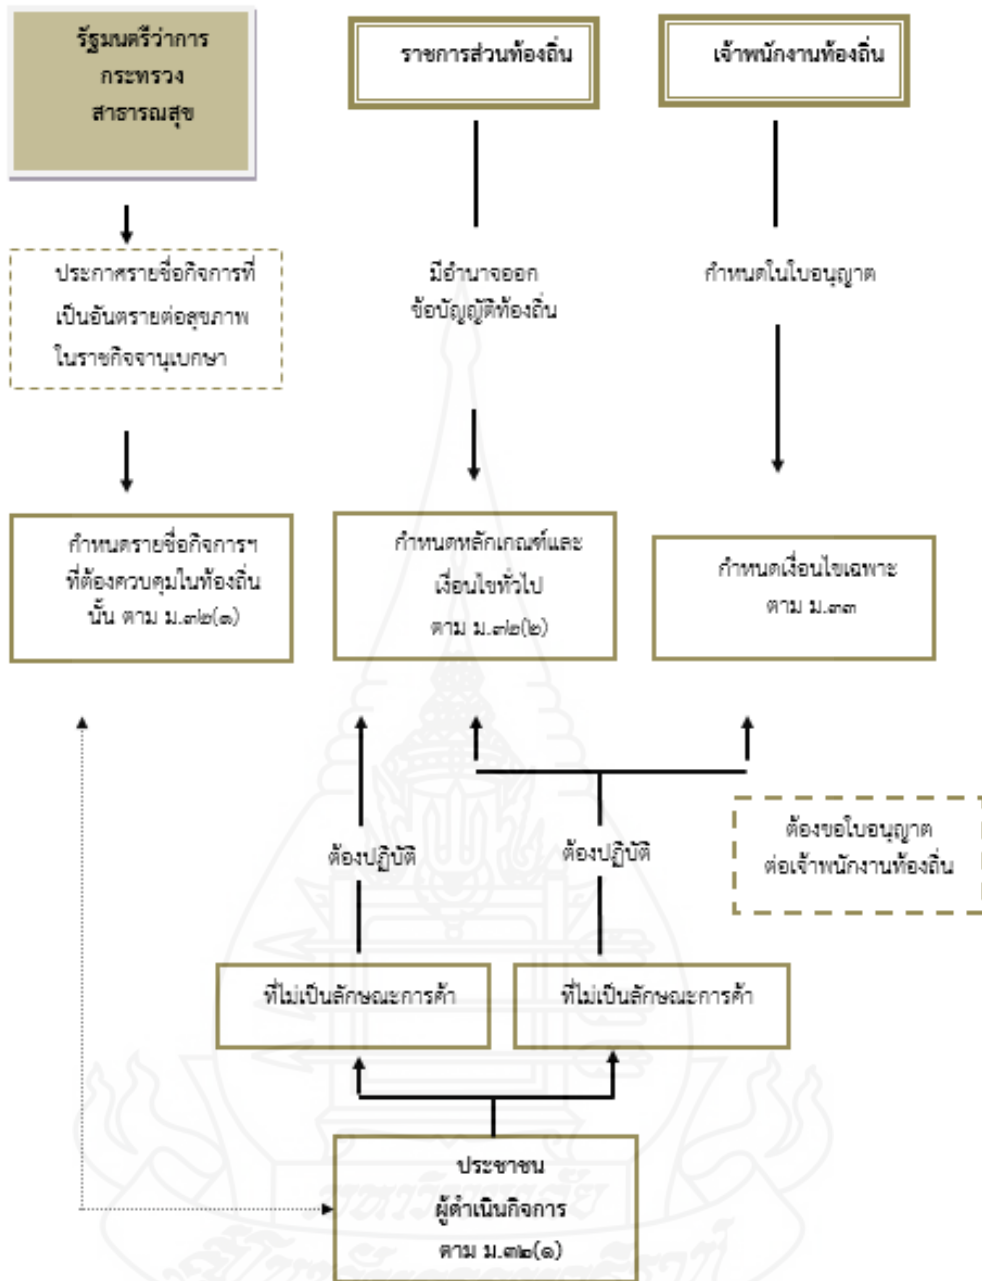 รัฐมนตรีว่าการ
กระทรวง
สาธารณสุข
ราชการส่วนท้องถิ่น
เจ้าพนักงานท้องถิ่น
ประกาศรายชื่อกิจการที่
เป็นอันตรายต่อสุขภาพ
ในราชกิจจานุเบกษา
มีอำนาจออก
ข้อบัญญัติท้องถิ่น
กำหนดในใบอนุญาต
กำหนดรายชื่อกิจการฯ
ที่ต้องควบคุมในท้องถิ่น
นั้น ตาม ม.๓๒(๑)
กำหนดหลักเกณฑ์และ
เงื่อนไขทั่วไป
ตาม ม.๓๒(๒)
กำหนดเงื่อนไขเฉพาะ
ตาม ม.๓๓
ต้องปฏิบัติ
ต้องปฏิบัติ
ต้องขอใบอนุญาต
ต่อเจ้าพนักงานท้องถิ่น
ที่ไม่เป็นลักษณะการค้า
ที่ไม่เป็นลักษณะการค้า
ประชาชน
ผู้ดำเนินกิจการ
ตาม ม.๓๒(๑)